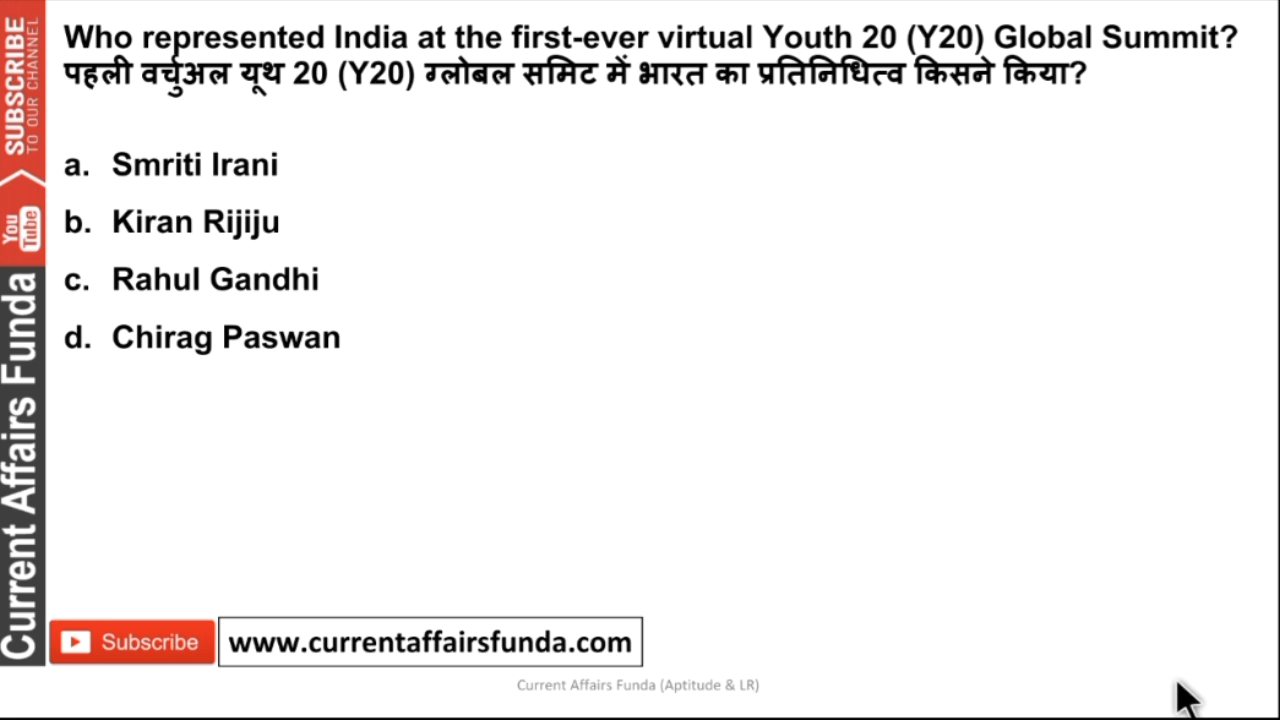 Who represented India at the first-ever virtual Youth 20 (Y20) Global Summit?
पहली वर्चुअल यूथ 20 (Y20) ग्लोबल समिट में भारत का प्रतिनिधित्व किसने किया?
a. Smriti Irani
b. Kiran Rijiju
c. Rahul Gandhi
d. Chirag Paswan
SUBSCRIBE
TO OUR CHANNEL
You Tube
Current Affairs Funda
Subscribe
www.currentaffairsfunda.com
Current Affairs Funda (Aptitude & LR)